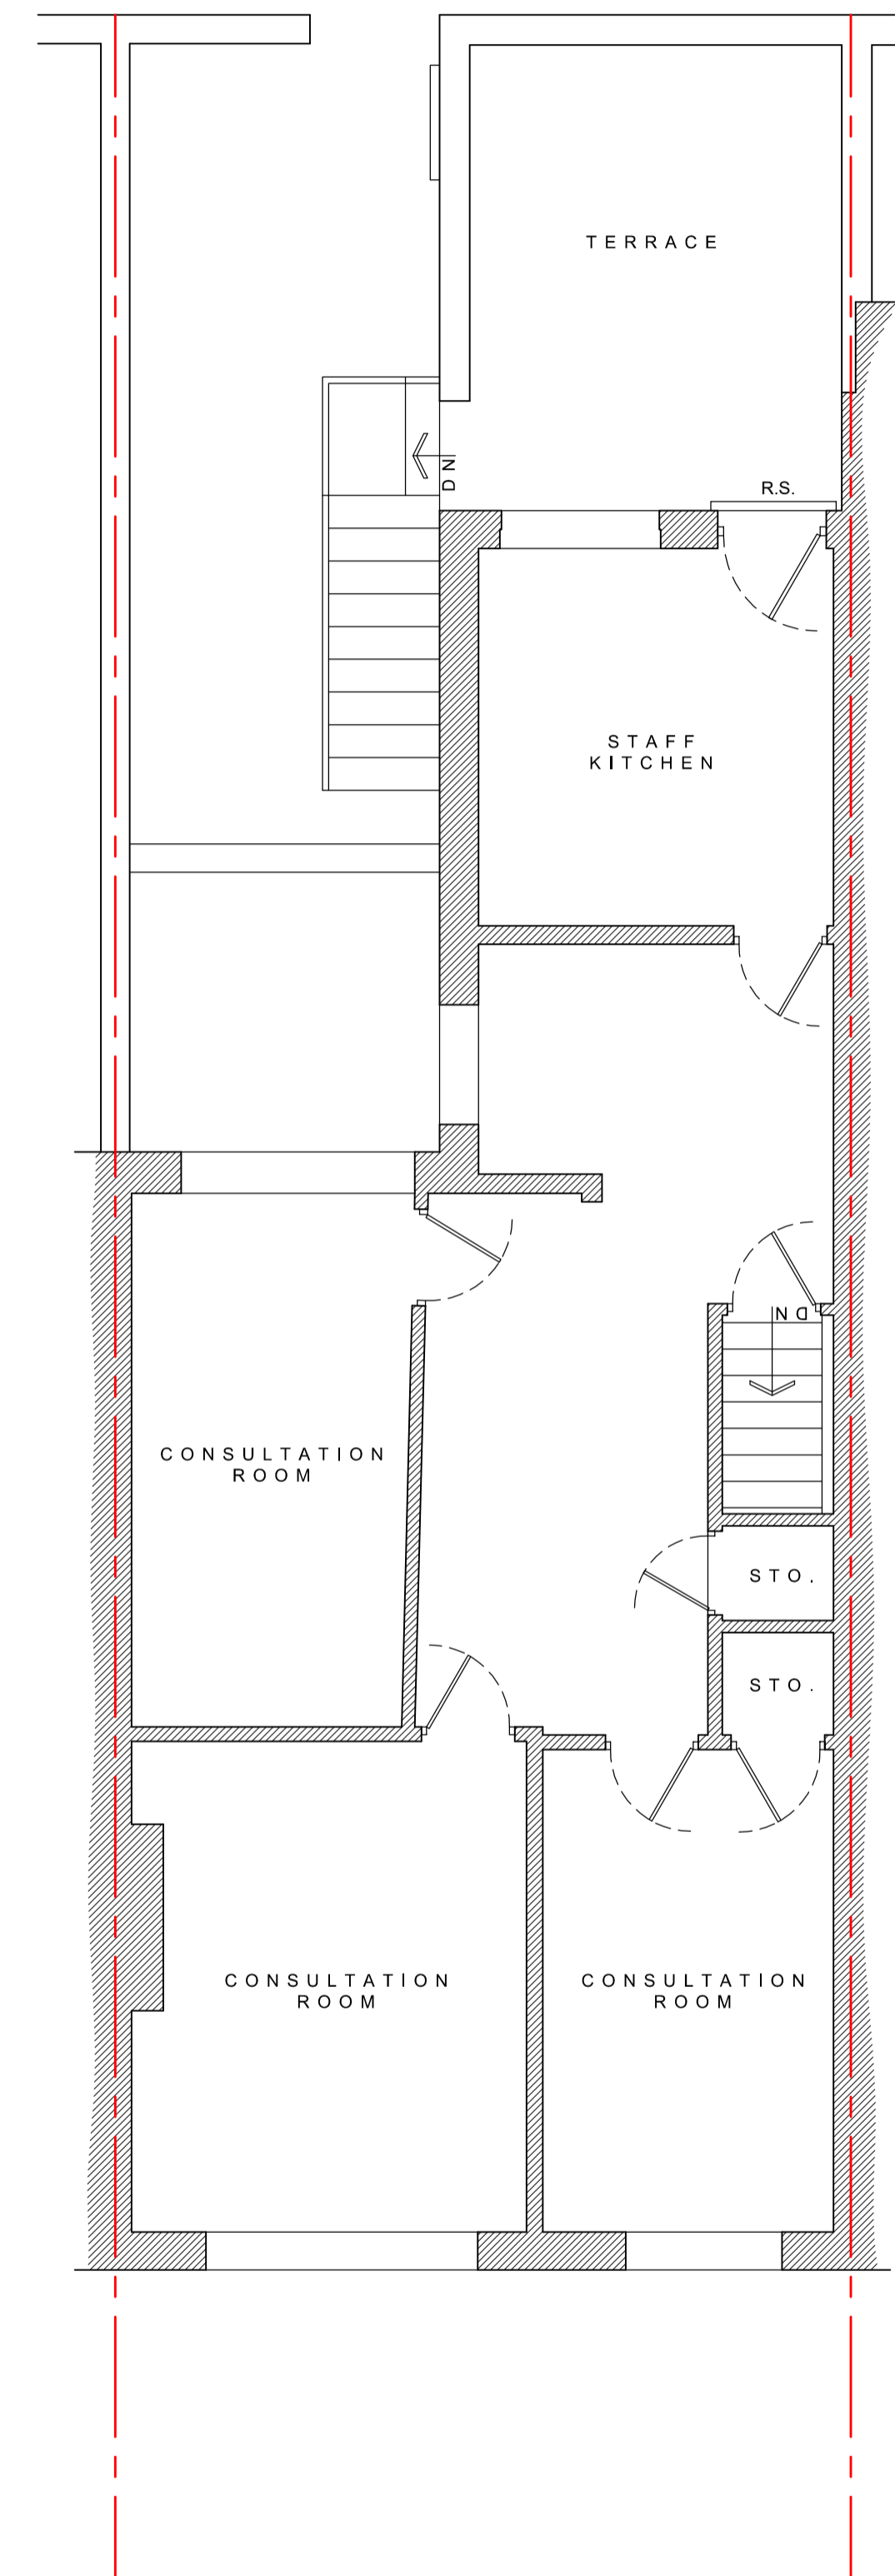 TERRACE
DN
R.S.
STAFF
KITCHEN
DN
CONSULTATION
ROOM
STO.
STO.
CONSULTATION
ROOM
CONSULTATION
ROOM